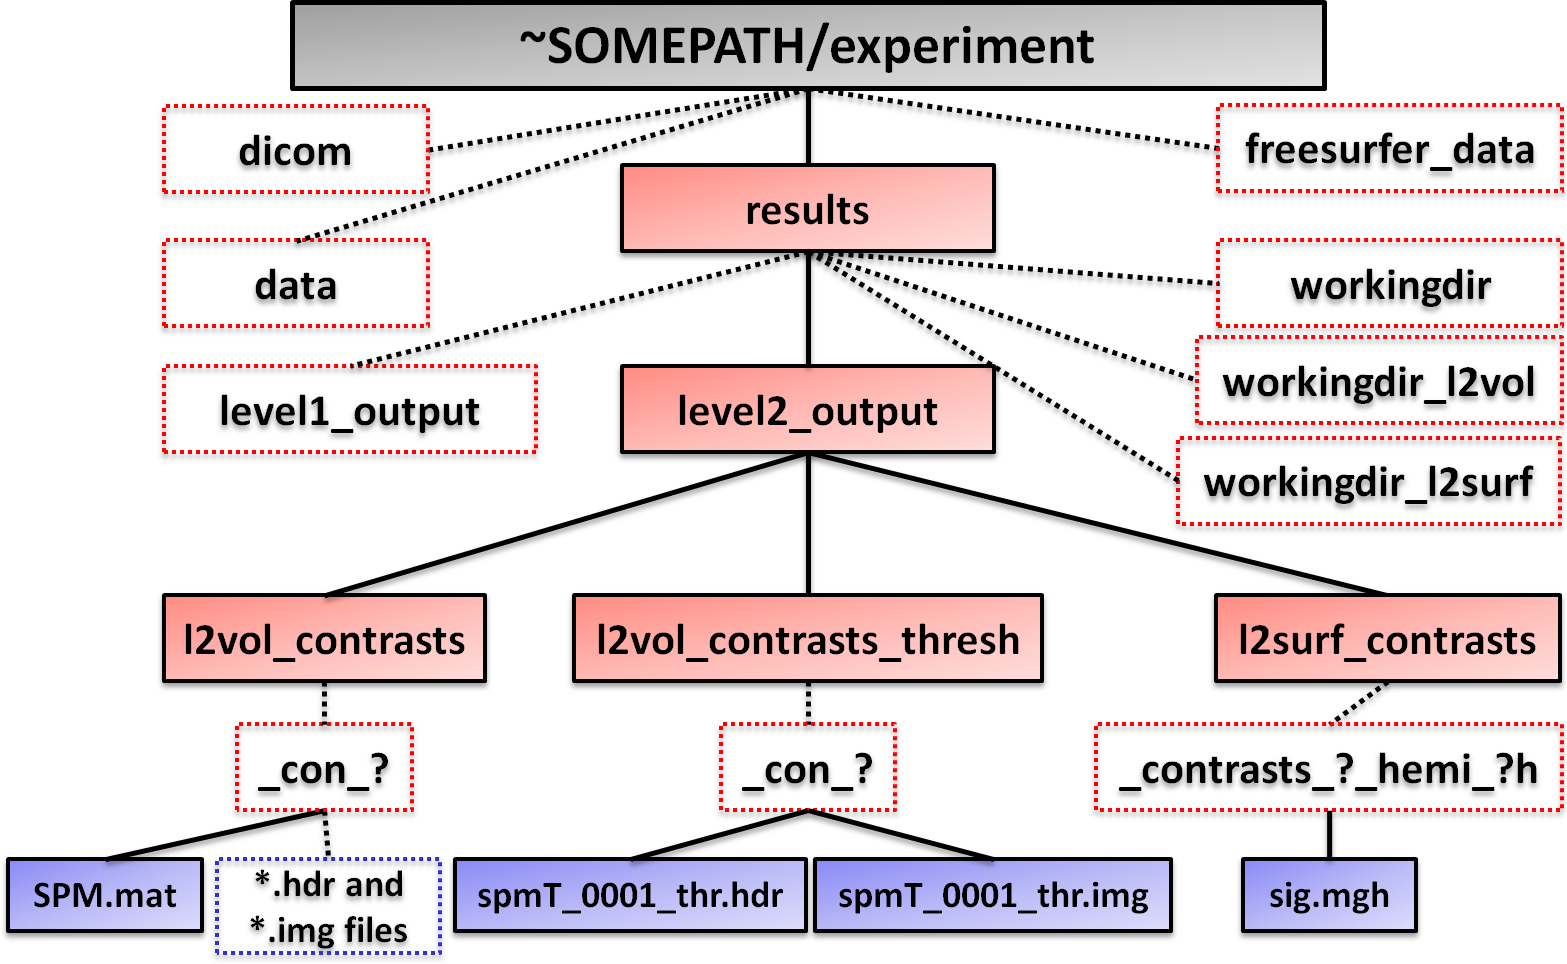 ~SOMEPATH/experiment
dicom
freesurfer_data
results
data
workingdir
level1_output
level2_output
workingdir_l2vol
workingdir_l2surf
l2vol_contrasts
l2vol_contrasts_thresh
l2surf_contrasts
_con_?
_con_?
_contrasts_?_hemi_?h
SPM.mat
*.hdr and
*.img files
spmT_0001_thr.hdr
spmT_0001_thr.img
sig.mgh